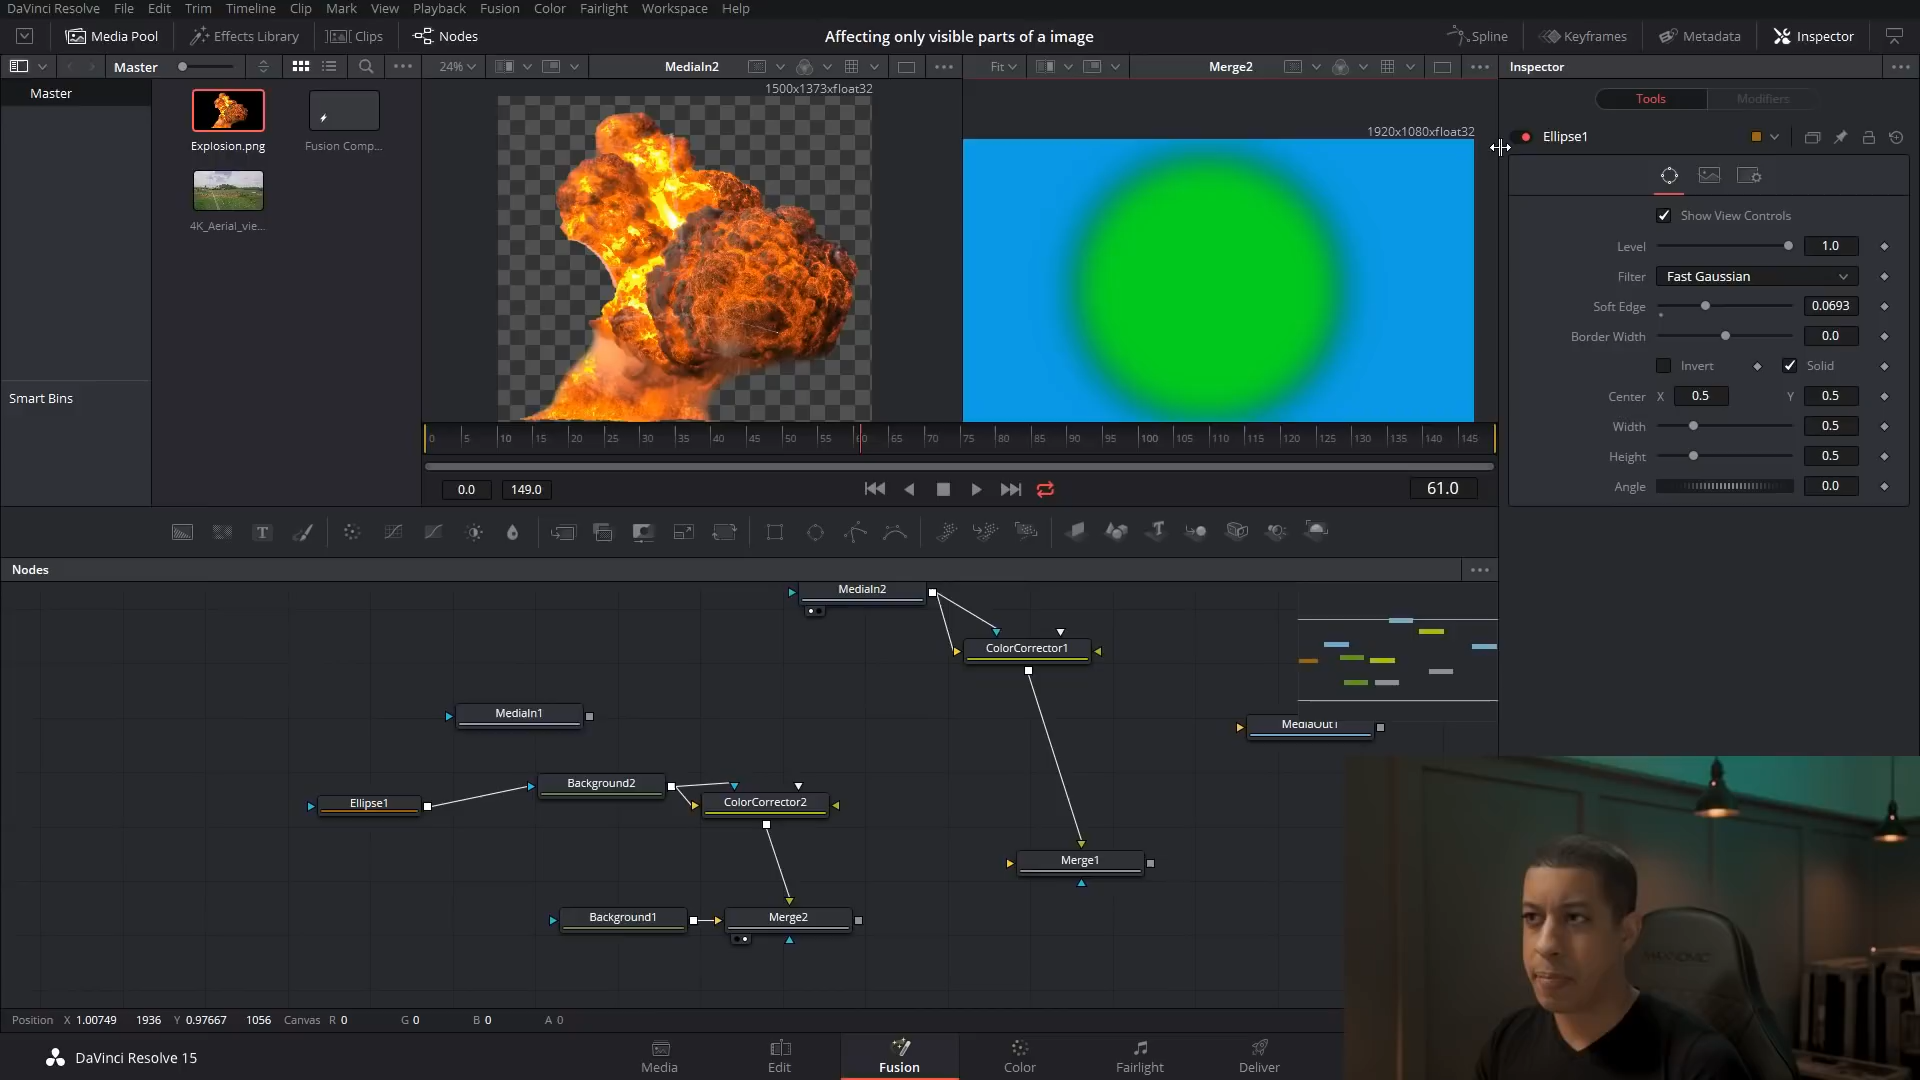 DaVinci Resolve File Edit Trim Timeline Clip Mark View Playback Fusion Color Fairlight Workspace Help
Media Pool Effects Library Clips Nodes Affecting only visible parts of a image Spline Keyframes Metadata Inspector
Master 24% MediaIn2 Fit Merge2 Inspector
Master
Explosion.png
Fusion Comp...
4K_Aerial_vie...
Smart Bins
1500x1373xfloat32
1920x1080xfloat32
Tools Modifiers
Ellipse1
Show View Controls
Level 1.0
Filter Fast Gaussian
Soft Edge 0.0693
Border Width 0.0
Invert Solid
Center X 0.5 Y 0.5
Width 0.5
Height 0.5
Angle 0.0
0 5 10 15 20 25 30 35 40 45 50 55 60 65 70 75 80 85 90 95 100 105 110 115 120 125 130 135 140 145
0.0 149.0 61.0
Nodes
MediaIn2
ColorCorrector1
MediaIn1
MediaOut1
Background2
Ellipse1
ColorCorrector2
Merge1
Background1
Merge2
Position X 1.00749 1936 Y 0.97667 1056 Canvas R 0 G 0 B 0 A 0
DaVinci Resolve 15
Media Edit Fusion Color Fairlight Deliver